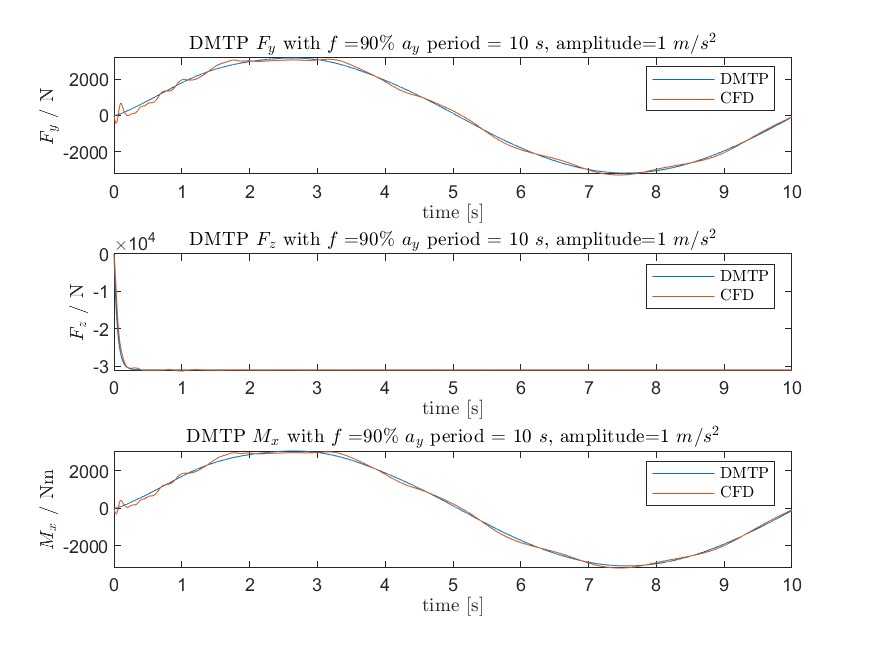 DMTP F_y with f =90% a_y period = 10 s, amplitude=1 m/s^2
2000
0
-2000
F_y / N
DMTP
CFD
0 1 2 3 4 5 6 7 8 9 10
time [s]
DMTP F_z with f =90% a_y period = 10 s, amplitude=1 m/s^2
×10^4
0
-1
-2
-3
F_z / N
DMTP
CFD
0 1 2 3 4 5 6 7 8 9 10
time [s]
DMTP M_x with f =90% a_y period = 10 s, amplitude=1 m/s^2
2000
0
-2000
M_x / Nm
DMTP
CFD
0 1 2 3 4 5 6 7 8 9 10
time [s]